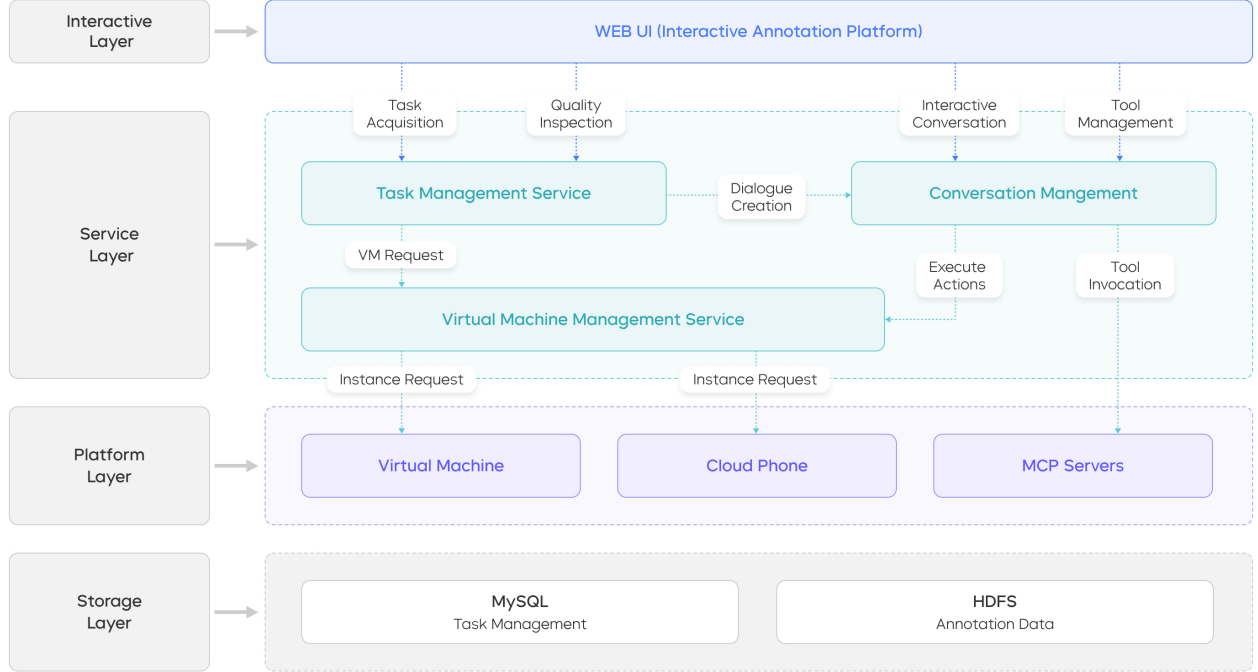 Interactive
Layer
WEB UI (Interactive Annotation Platform)
Task
Acquisition
Quality
Inspection
Interactive
Conversation
Tool
Management
Service
Layer
Task Management Service
Dialogue
Creation
Conversation Mangement
VM Request
Execute
Actions
Tool
Invocation
Virtual Machine Management Service
Instance Request
Instance Request
Platform
Layer
Virtual Machine
Cloud Phone
MCP Servers
Storage
Layer
MySQL
Task Management
HDFS
Annotation Data